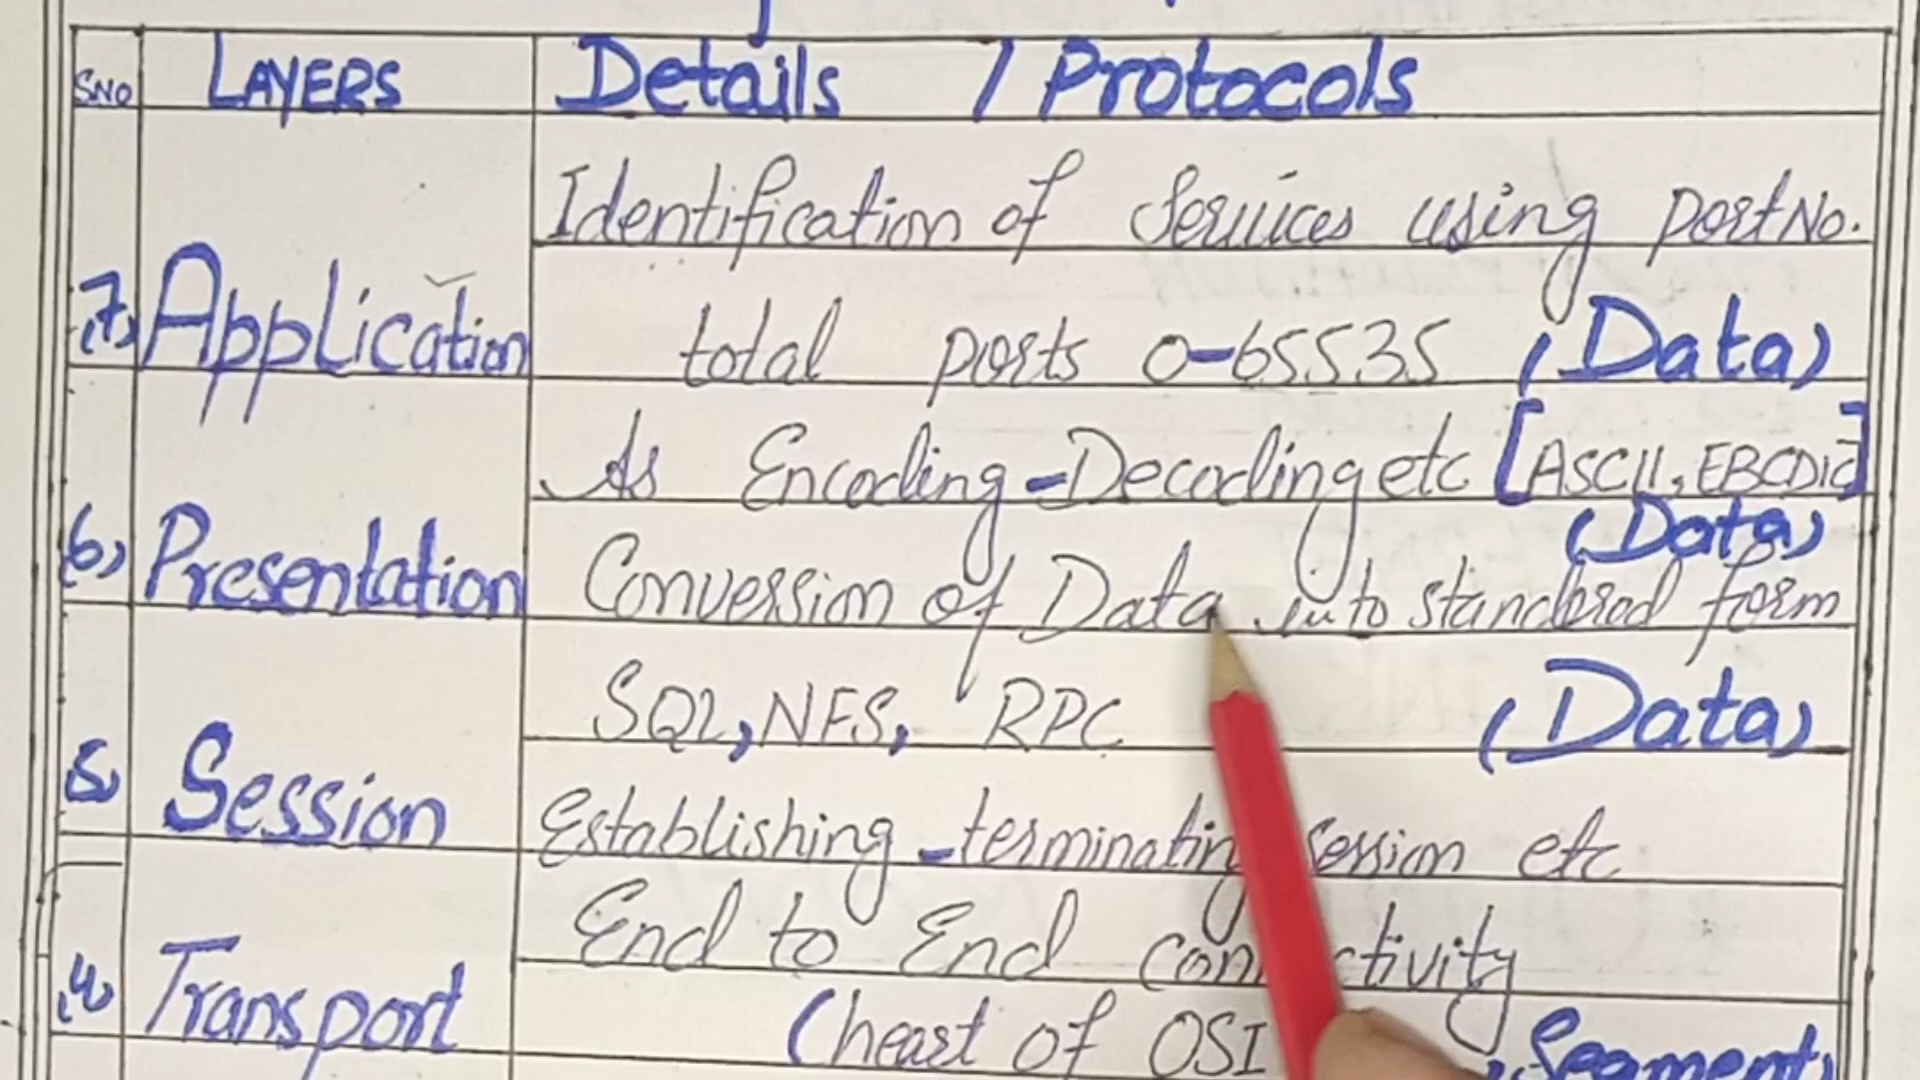 SNO LAYERS Details / Protocols
Identification of Services using port No.
(7) Application total ports 0-65535 (Data)
As Encoding-Decoding etc [ASCII, EBCDIC]
(Data)
(6) Presentation Conversion of Data into standard form
SQL, NFS, RPC (Data)
5) Session Establishing - terminating session etc
End to End
(4) Transport (heart of OSI Segment